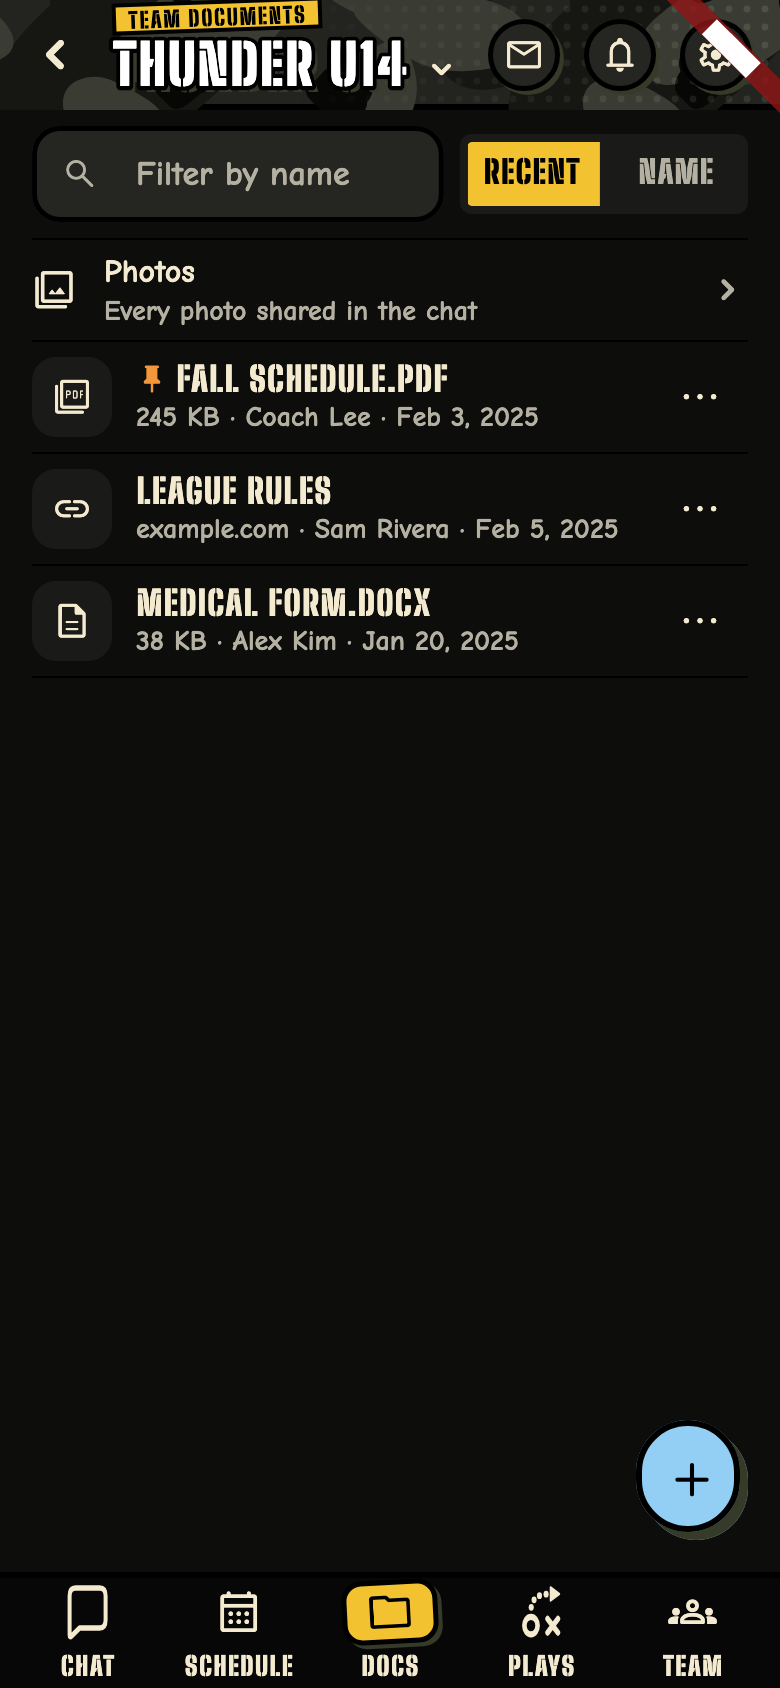 TEAM DOCUMENTS
THUNDER U14
Filter by name
RECENT
NAME
Photos
Every photo shared in the chat
PDF
FALL SCHEDULE.PDF
245 KB · Coach Lee · Feb 3, 2025
LEAGUE RULES
example.com · Sam Rivera · Feb 5, 2025
MEDICAL FORM.DOCX
38 KB · Alex Kim · Jan 20, 2025
CHAT
SCHEDULE
DOCS
PLAYS
TEAM